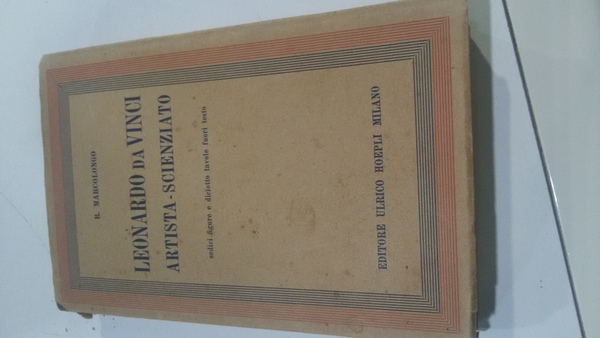 R. MARCOLONGO
LEONARDO DA VINCI
ARTISTA - SCIENZIATO
sedici figure e diciotto tavole fuori testo
EDITORE ULRICO HOEPLI MILANO